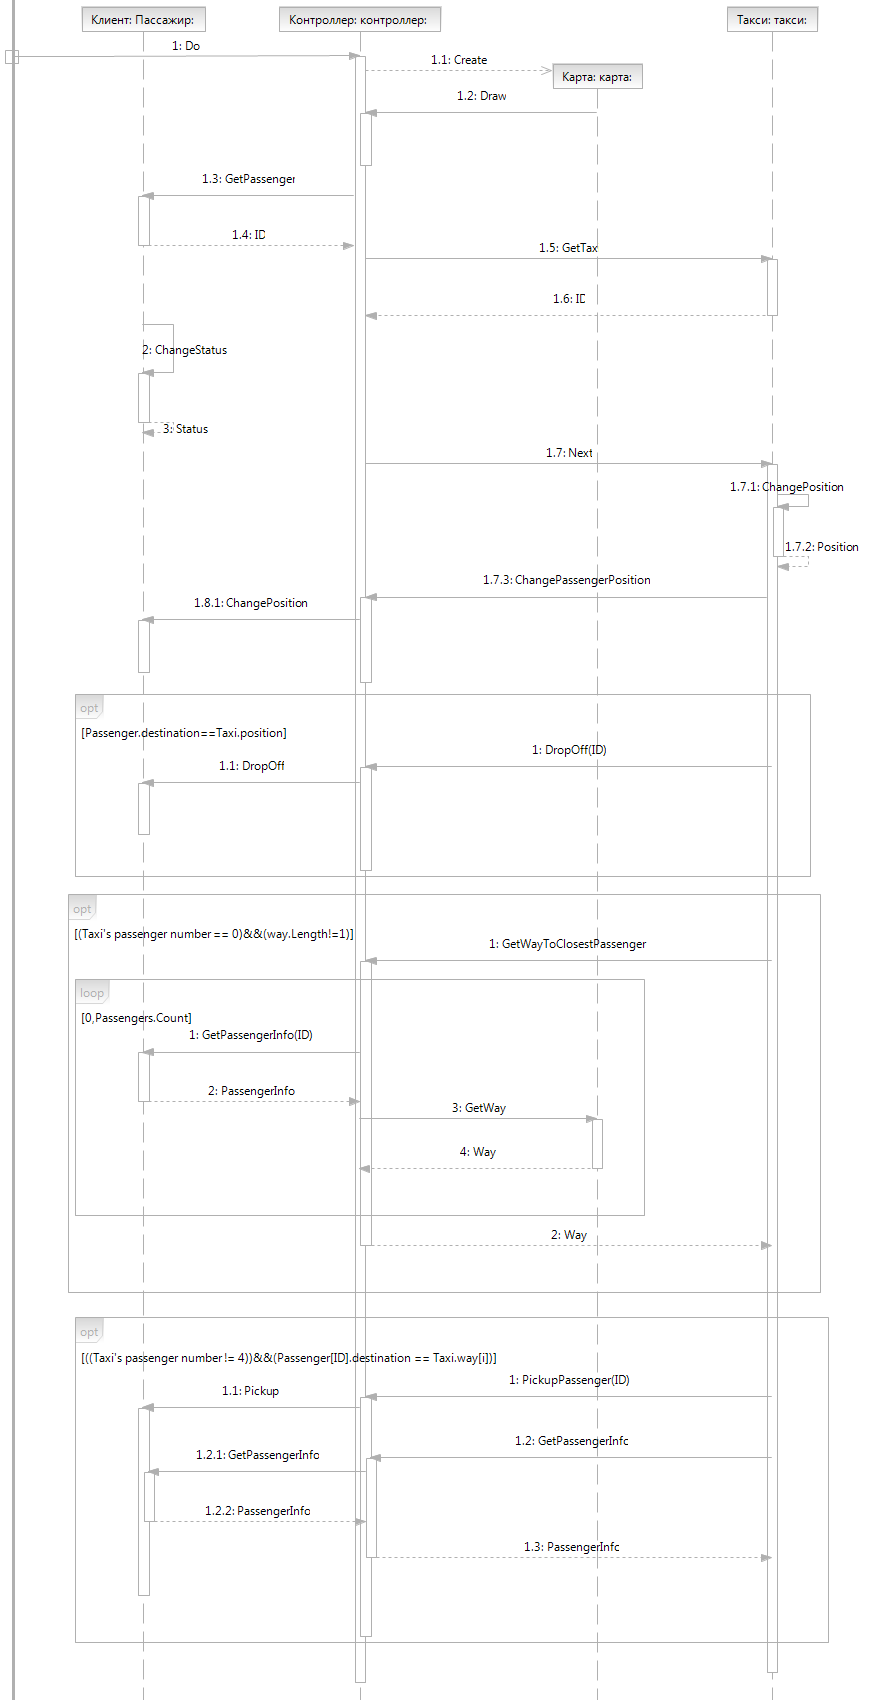 Клиент: Пассажир:
Контроллер: контроллер:
Такси: такси:
1: Do
1.1: Create
Карта: карта:
1.2: Draw
1.3: GetPassenger
1.4: ID
1.5: GetTax
1.6: ID
2: ChangeStatus
3: Status
1.7: Next
1.7.1: ChangePosition
1.7.2: Position
1.7.3: ChangePassengerPosition
1.8.1: ChangePosition
opt
[Passenger.destination==Taxi.position]
1: DropOff(ID)
1.1: DropOff
opt
[(Taxi's passenger number == 0)&&(way.Length!=1)]
1: GetWayToClosestPassenger
loop
[0,Passengers.Count]
1: GetPassengerInfo(ID)
2: PassengerInfo
3: GetWay
4: Way
2: Way
opt
[((Taxi's passenger number != 4))&&(Passenger[ID].destination == Taxi.way[i])]
1: PickupPassenger(ID)
1.1: Pickup
1.2: GetPassengerInfo
1.2.1: GetPassengerInfo
1.2.2: PassengerInfo
1.3: PassengerInfo